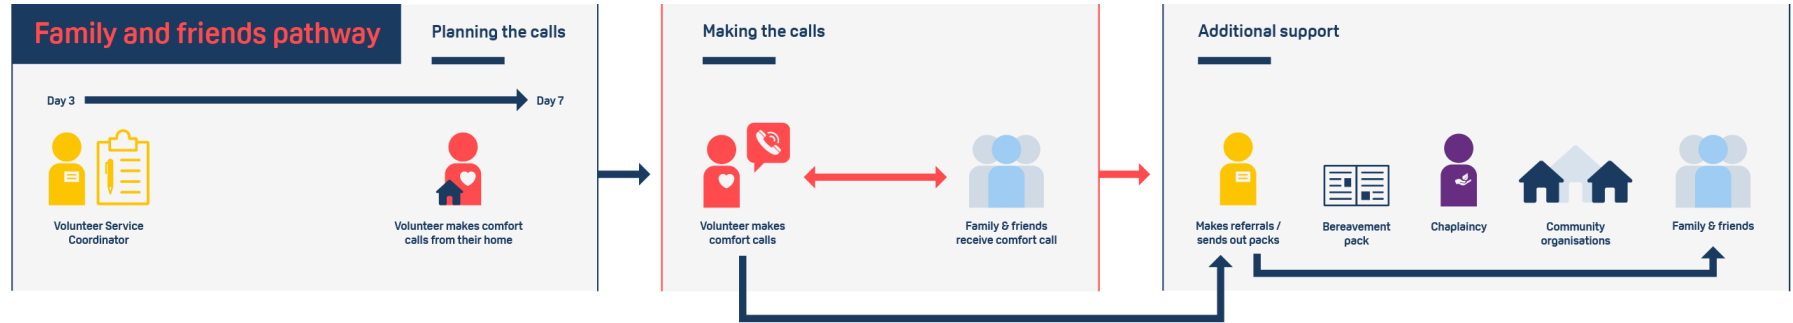 Family and friends pathway
Planning the calls
Day 3
Day 7
Volunteer Service
Coordinator
Volunteer makes comfort
calls from their home
Making the calls
Volunteer makes
comfort calls
Family & friends
receive comfort call
Additional support
Makes referrals /
sends out packs
Bereavement
pack
Chaplaincy
Community
organisations
Family & friends